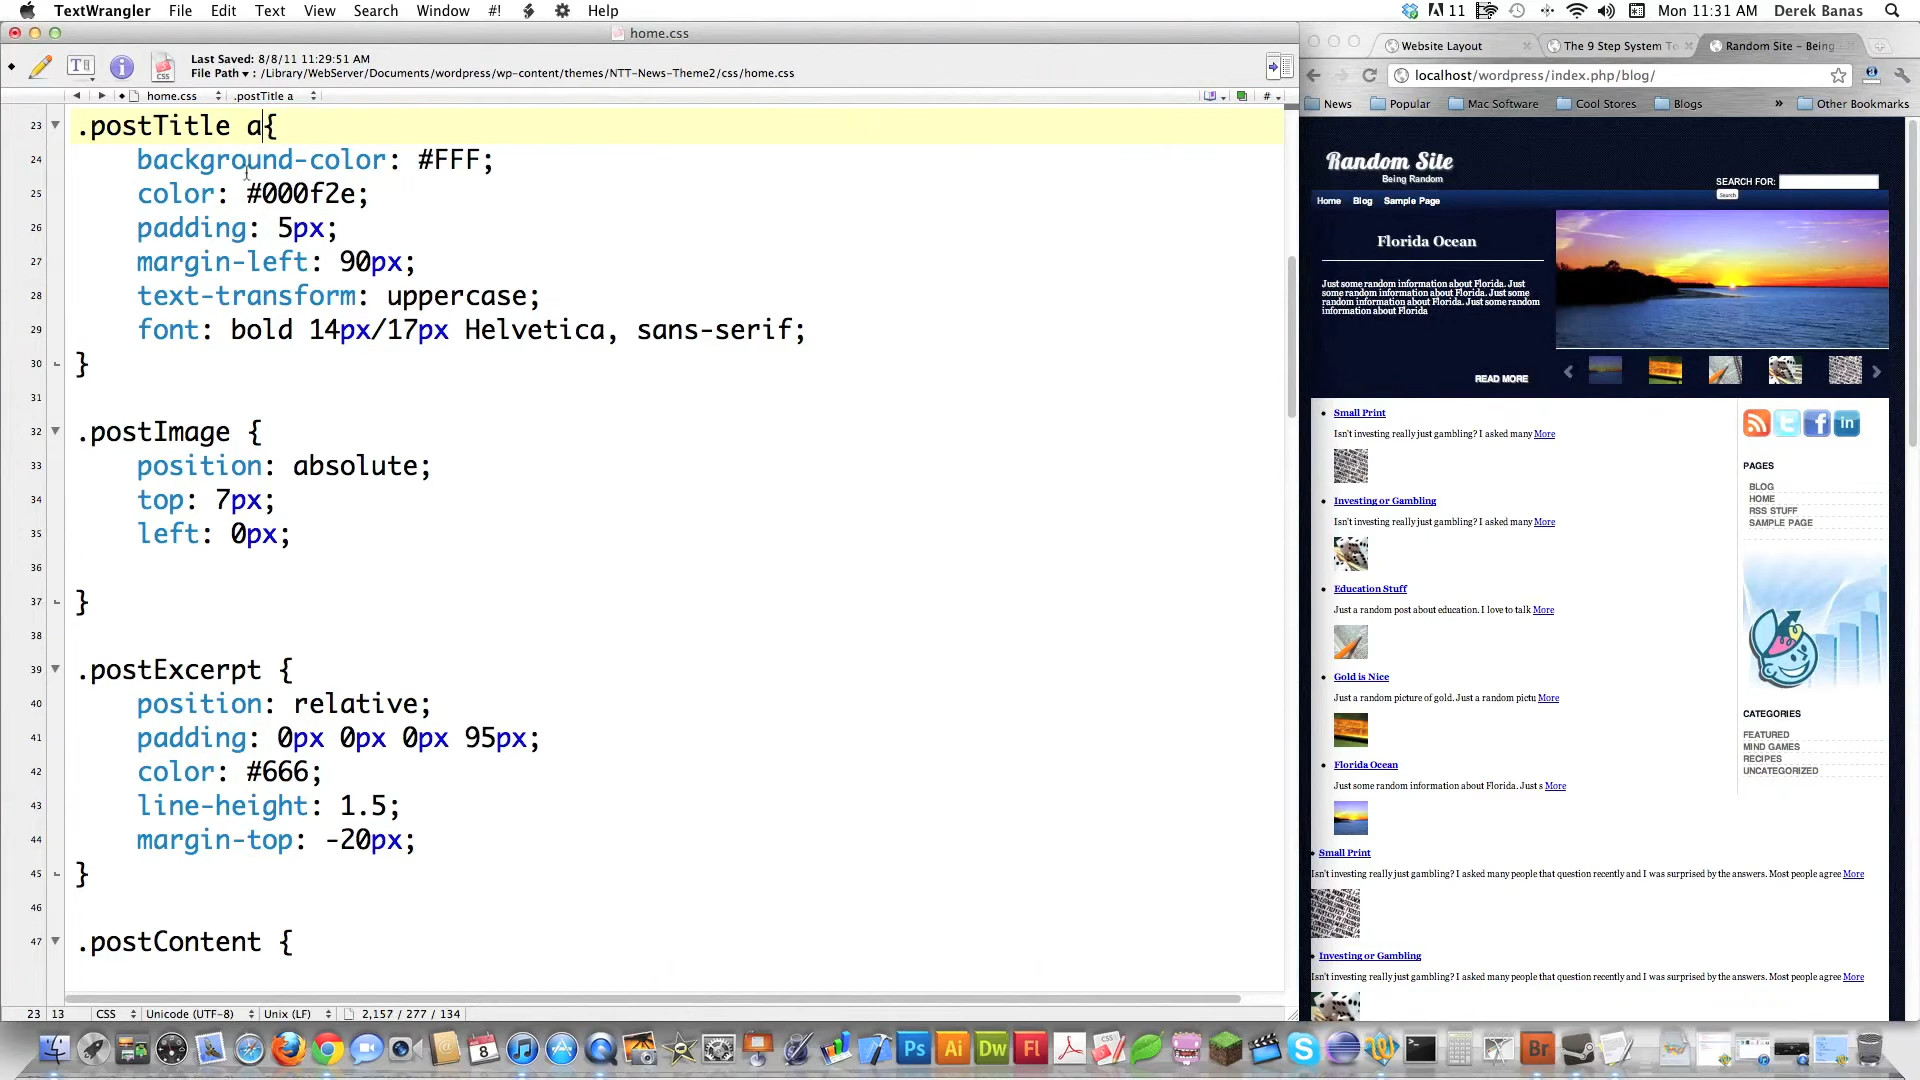 TextWrangler File Edit Text View Search Window #! Help
11 Mon 11:31 AM Derek Banas
home.css
Last Saved: 8/8/11 11:29:51 AM
File Path ▾ : /Library/WebServer/Documents/wordpress/wp-content/themes/NTT-News-Theme2/css/home.css
home.css .postTitle a
23 .postTitle a{
24 background-color: #FFF;
25 color: #000f2e;
26 padding: 5px;
27 margin-left: 90px;
28 text-transform: uppercase;
29 font: bold 14px/17px Helvetica, sans-serif;
30 }
31
32 .postImage {
33 position: absolute;
34 top: 7px;
35 left: 0px;
36
37 }
38
39 .postExcerpt {
40 position: relative;
41 padding: 0px 0px 0px 95px;
42 color: #666;
43 line-height: 1.5;
44 margin-top: -20px;
45 }
46
47 .postContent {
23 13 CSS Unicode (UTF-8) Unix (LF) 2,157 / 277 / 134
Website Layout The 9 Step System To Random Site – Being
localhost/wordpress/index.php/blog/
News Popular Mac Software Cool Stores Blogs » Other Bookmarks
Random Site
Being Random
SEARCH FOR:
Search
Home Blog Sample Page
Florida Ocean
Just some random information about Florida. Just
some random information about Florida. Just some
random information about Florida. Just some random
information about Florida
READ MORE
Small Print
Isn't investing really just gambling? I asked many More
Investing or Gambling
Isn't investing really just gambling? I asked many More
Education Stuff
Just a random post about education. I love to talk More
Gold is Nice
Just a random picture of gold. Just a random pictu More
Florida Ocean
Just some random information about Florida. Just s More
Small Print
Isn't investing really just gambling? I asked many people that question recently and I was surprised by the answers. Most people agree More
Investing or Gambling
Isn't investing really just gambling? I asked many people that question recently and I was surprised by the answers. Most people agree More
in
PAGES
BLOG
HOME
RSS STUFF
SAMPLE PAGE
CATEGORIES
FEATURED
MIND GAMES
RECIPES
UNCATEGORIZED
8 Ps Ai Dw Fl Br